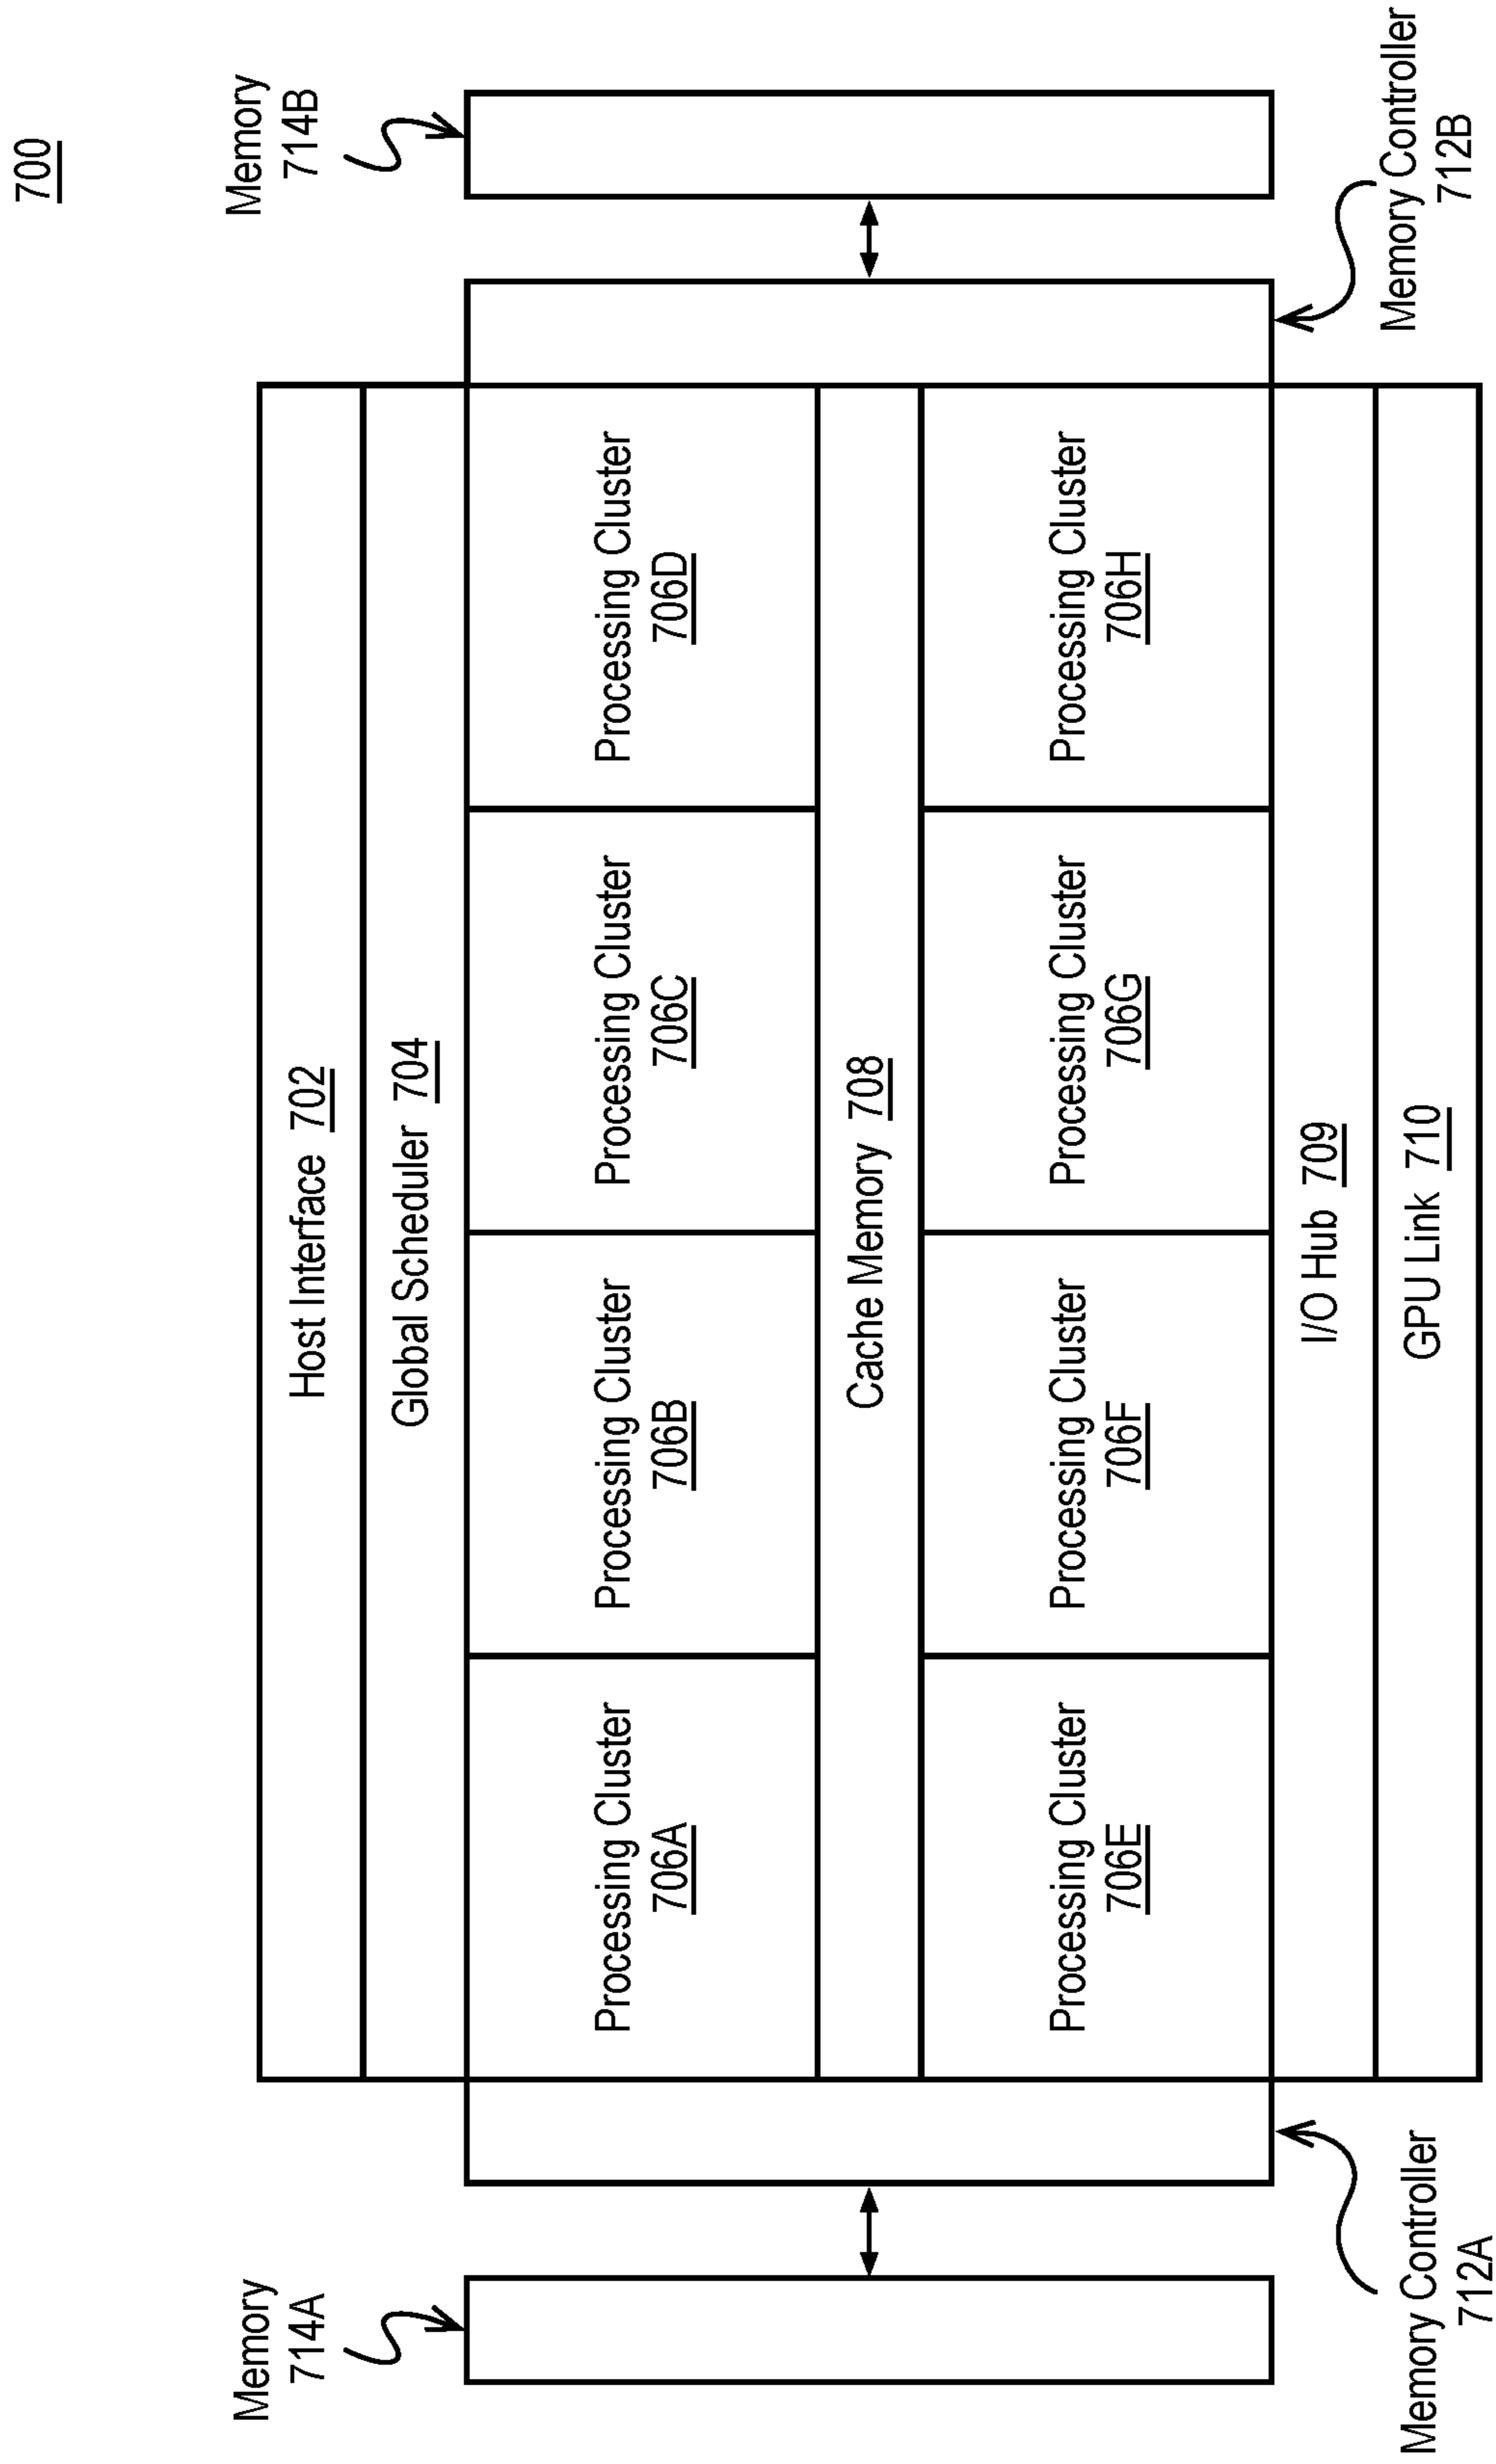 700
Memory
714A
Memory
714B
Host Interface 702
Global Scheduler 704
Processing Cluster
706A
Processing Cluster
706B
Processing Cluster
706C
Processing Cluster
706D
Cache Memory 708
Processing Cluster
706E
Processing Cluster
706F
Processing Cluster
706G
Processing Cluster
706H
I/O Hub 709
GPU Link 710
Memory Controller
712A
Memory Controller
712B